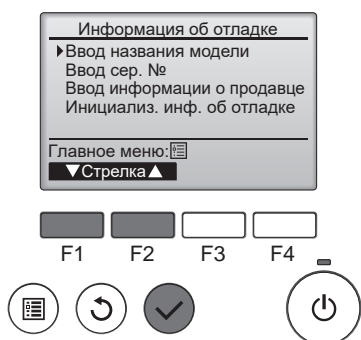 Информация об отладке
▶Ввод названия модели
Ввод сер. №
Ввод информации о продавце
Инициализ. инф. об отладке
Главное меню:
▼Стрелка▲
F1 F2 F3 F4